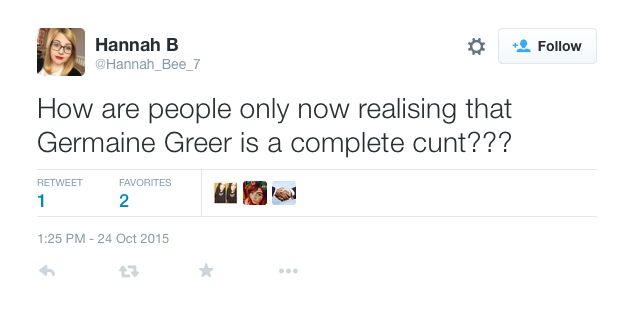 Hannah B
@Hannah_Bee_7
Follow
How are people only now realising that
Germaine Greer is a complete cunt???
RETWEET
1
FAVORITES
2
1:25 PM - 24 Oct 2015